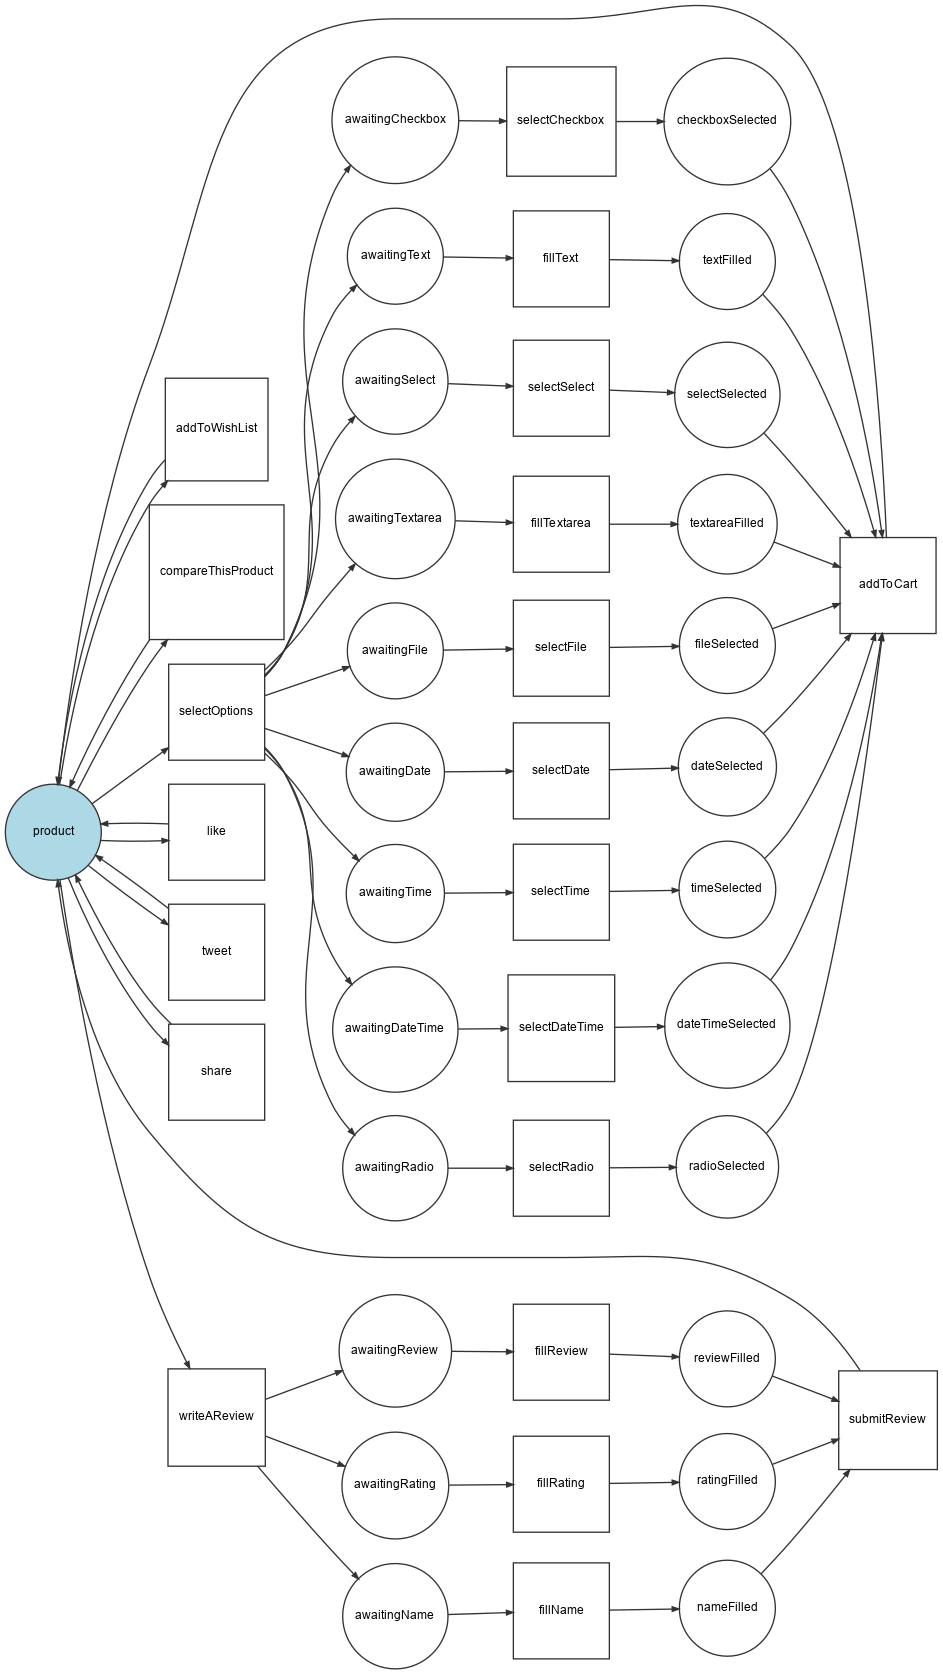 awaitingCheckbox
selectCheckbox
checkboxSelected
awaitingText
fillText
textFilled
awaitingSelect
selectSelect
selectSelected
addToWishList
awaitingTextarea
fillTextarea
textareaFilled
compareThisProduct
addToCart
awaitingFile
selectFile
fileSelected
selectOptions
awaitingDate
selectDate
dateSelected
product
like
awaitingTime
selectTime
timeSelected
tweet
awaitingDateTime
selectDateTime
dateTimeSelected
share
awaitingRadio
selectRadio
radioSelected
awaitingReview
fillReview
reviewFilled
writeAReview
submitReview
awaitingRating
fillRating
ratingFilled
awaitingName
fillName
nameFilled